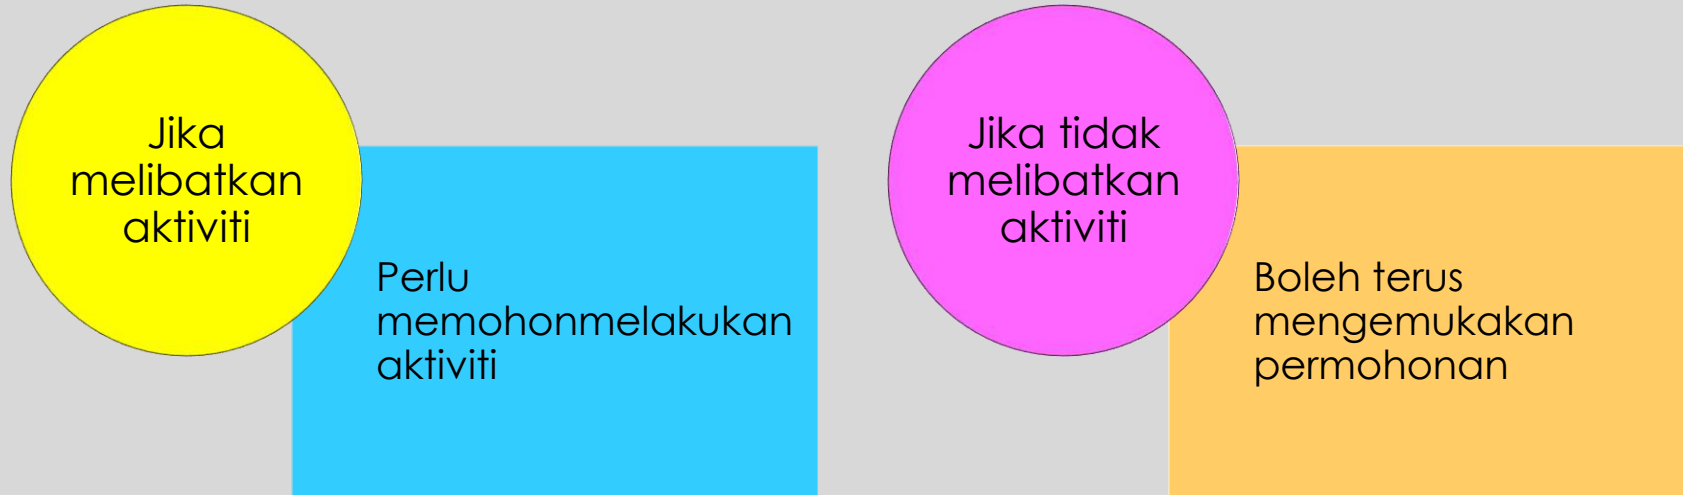 Jika
melibatkan
aktiviti
Perlu
memohonmelakukan
aktiviti
Jika tidak
melibatkan
aktiviti
Boleh terus
mengemukakan
permohonan